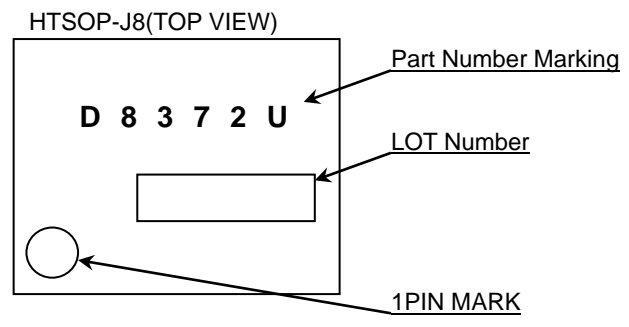 HTSOP-J8(TOP VIEW)
Part Number Marking
D 8 3 7 2 U
LOT Number
1PIN MARK